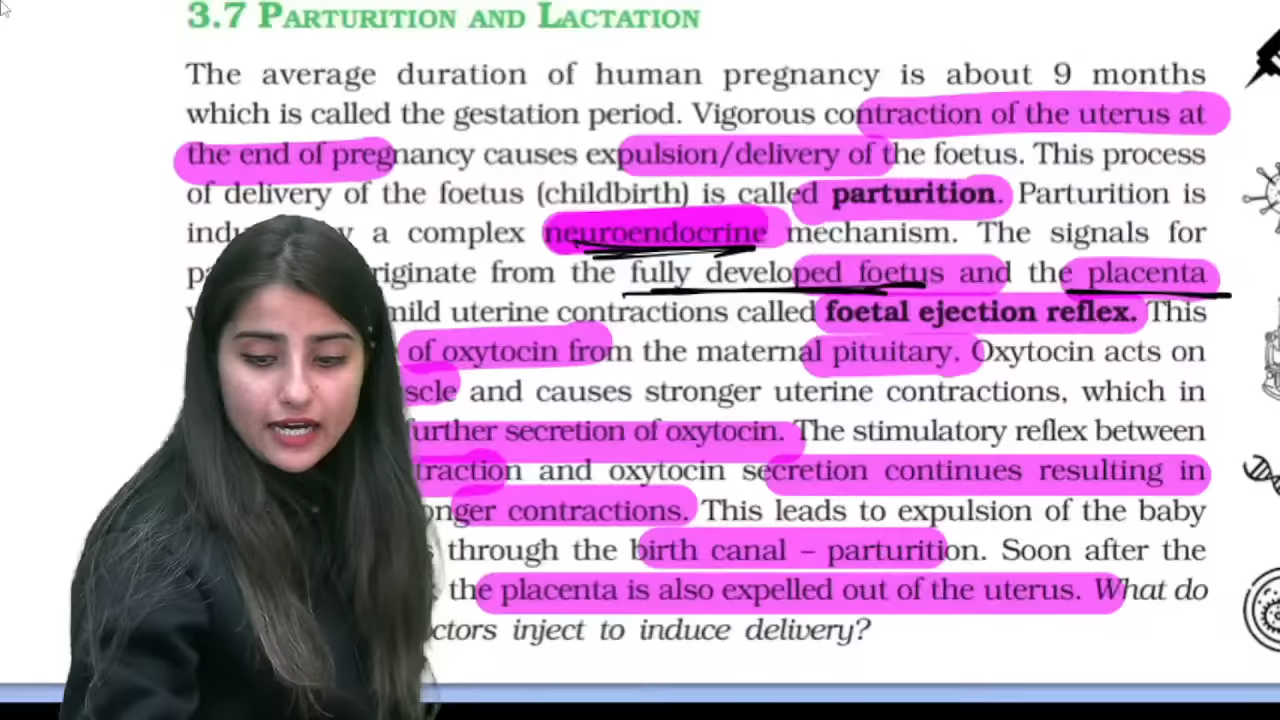 3.7 PARTURITION AND LACTATION
The average duration of human pregnancy is about 9 months
which is called the gestation period. Vigorous contraction of the uterus at
the end of pregnancy causes expulsion/delivery of the foetus. This process
of delivery of the foetus (childbirth) is called parturition. Parturition is
a complex neuroendocrine mechanism. The signals for
originate from the fully developed foetus and the placenta
mild uterine contractions called foetal ejection reflex. This
of oxytocin from the maternal pituitary. Oxytocin acts on
and causes stronger uterine contractions, which in
further secretion of oxytocin. The stimulatory reflex between
and oxytocin secretion continues resulting in
contractions. This leads to expulsion of the baby
through the birth canal – parturition. Soon after the
the placenta is also expelled out of the uterus. What do
inject to induce delivery?